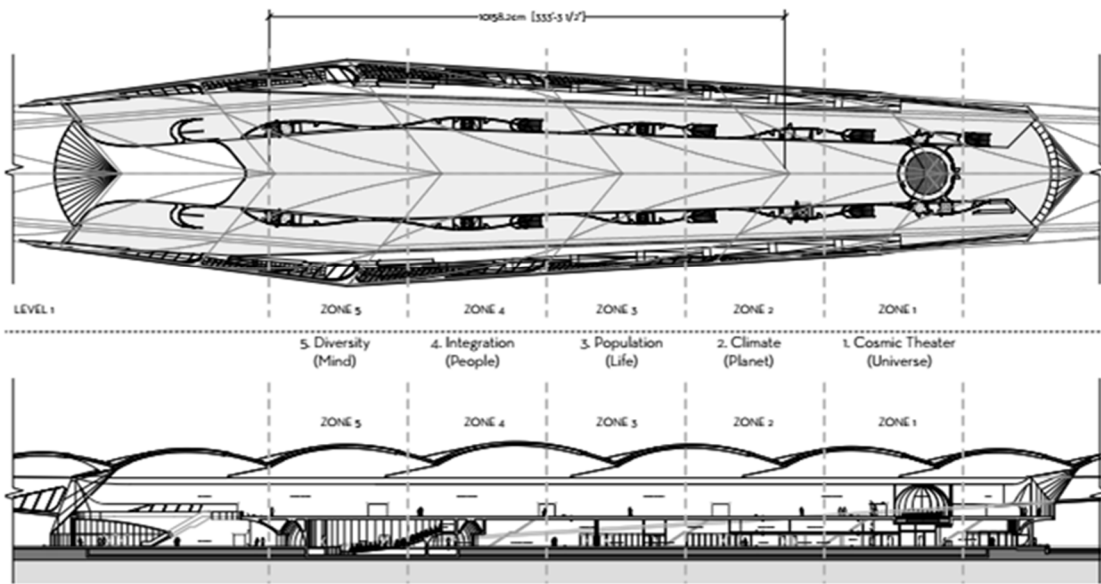 10158.2cm [333'-3 1/2"]
LEVEL 1
ZONE 5
ZONE 4
ZONE 3
ZONE 2
ZONE 1
5. Diversity
(Mind)
4. Integration
(People)
3. Population
(Life)
2. Climate
(Planet)
1. Cosmic Theater
(Universe)
ZONE 5
ZONE 4
ZONE 3
ZONE 2
ZONE 1